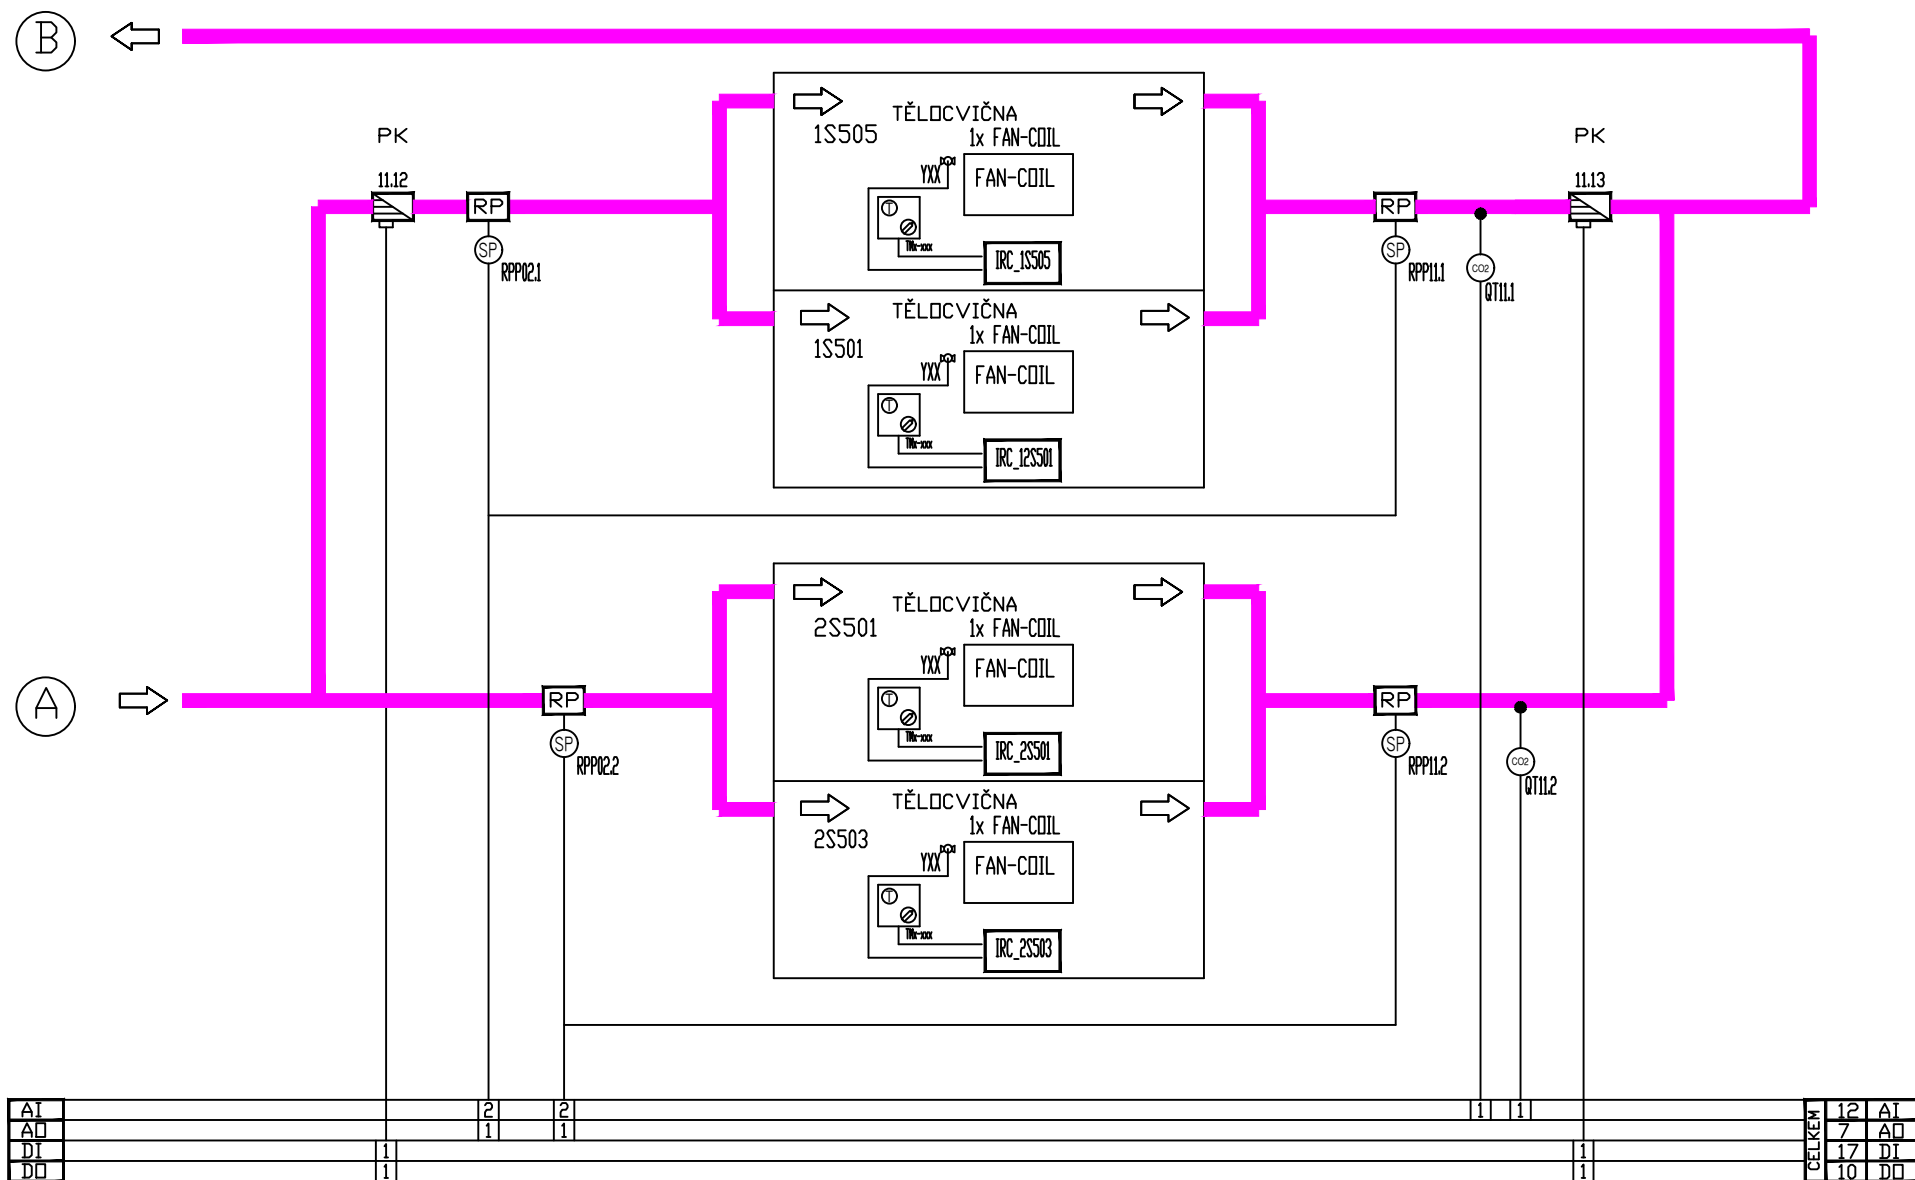 B
TĚLOCVIČNA
1S505
1x FAN-COIL
PK
PK
YXX
FAN-COIL
11.12
11.13
RP
T
RP
SP
SP
CO2
IRC_1S505
RPP02.1
RPP11.1
QT11.1
TĚLOCVIČNA
1x FAN-COIL
1S501
YXX
FAN-COIL
T
IRC_12S501
TĚLOCVIČNA
2S501
1x FAN-COIL
YXX
FAN-COIL
A
RP
T
RP
SP
SP
CO2
IRC_2S501
RPP02.2
RPP11.2
QT11.2
TĚLOCVIČNA
1x FAN-COIL
2S503
YXX
FAN-COIL
T
IRC_2S503
AI 2 2 1 1 12 AI
AO 1 1 7 AO
DI 1 1 17 DI
DO 1 1 10 DO
CELKEM